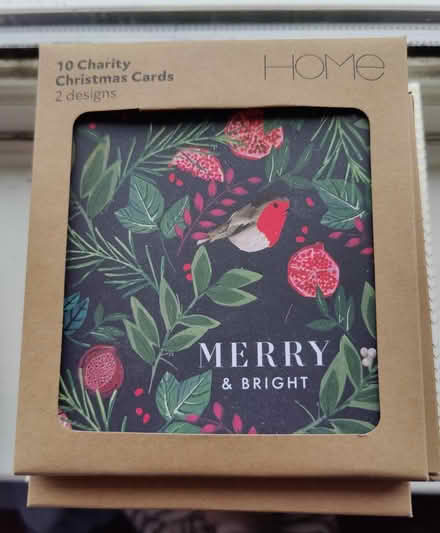 10 Charity
Christmas Cards
2 designs
HOME
MERRY
& BRIGHT